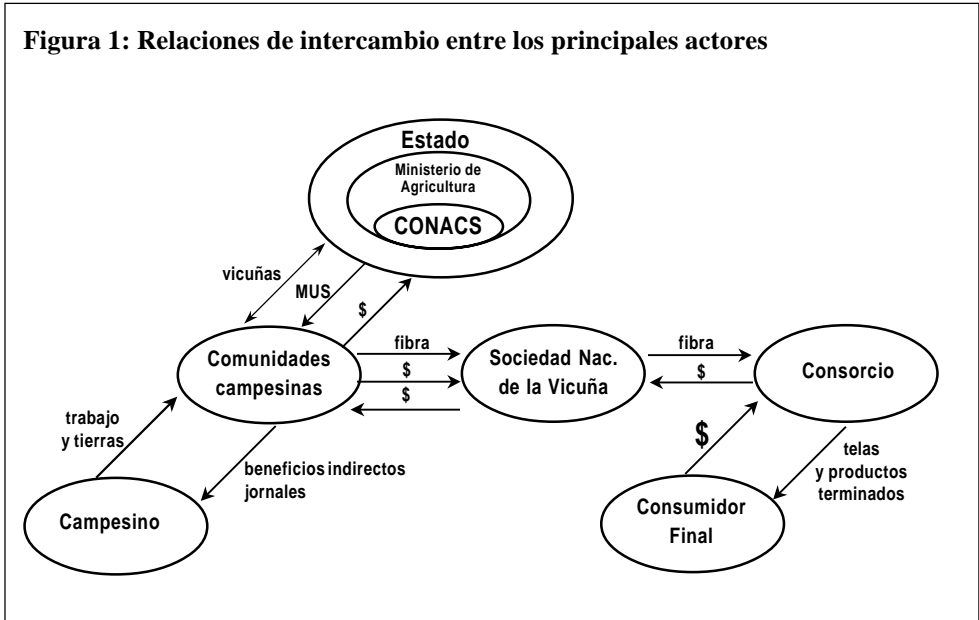 Figura 1: Relaciones de intercambio entre los principales actores
Estado
Ministerio de
Agricultura
CONACS
vicuñas
MUS
$
Comunidades
campesinas
fibra
$
$
Sociedad Nac.
de la Vicuña
fibra
$
Consorcio
trabajo
y tierras
beneficios indirectos
jornales
Campesino
$
telas
y productos
terminados
Consumidor
Final